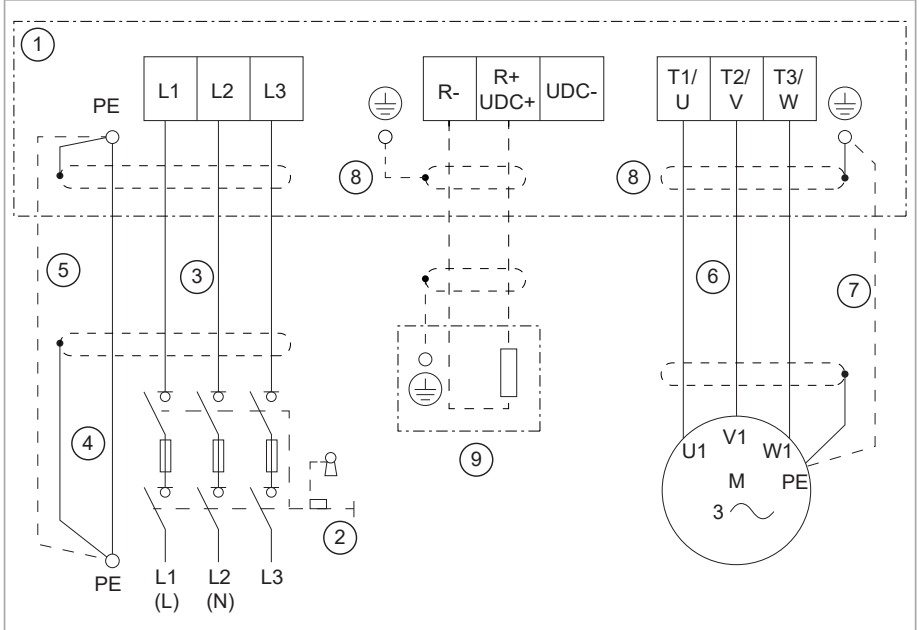 1
PE
L1
L2
L3
R-
R+
UDC+
UDC-
T1/
U
T2/
V
T3/
W
8
8
5
3
6
7
4
9
2
U1
V1
W1
M
PE
3
PE
L1
(L)
L2
(N)
L3